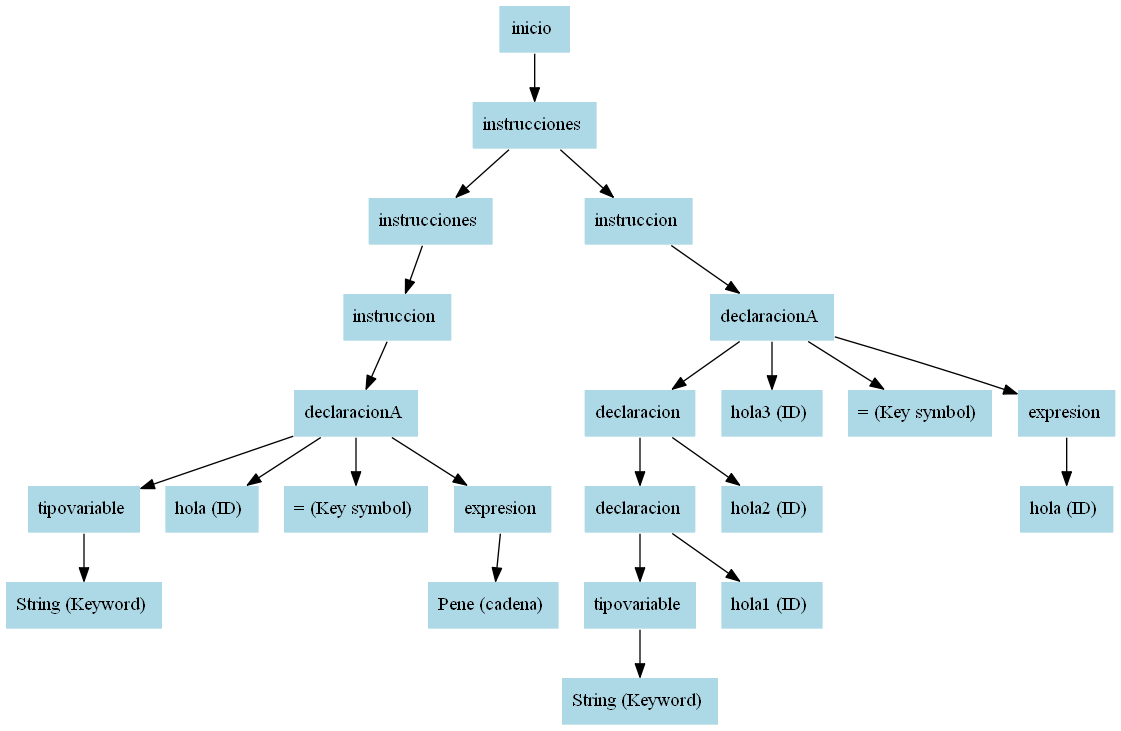 inicio
instrucciones
instrucciones
instruccion
instruccion
declaracionA
declaracionA
declaracion
hola3 (ID)
= (Key symbol)
expresion
tipovariable
hola (ID)
= (Key symbol)
expresion
declaracion
hola2 (ID)
hola (ID)
String (Keyword)
Pene (cadena)
tipovariable
hola1 (ID)
String (Keyword)